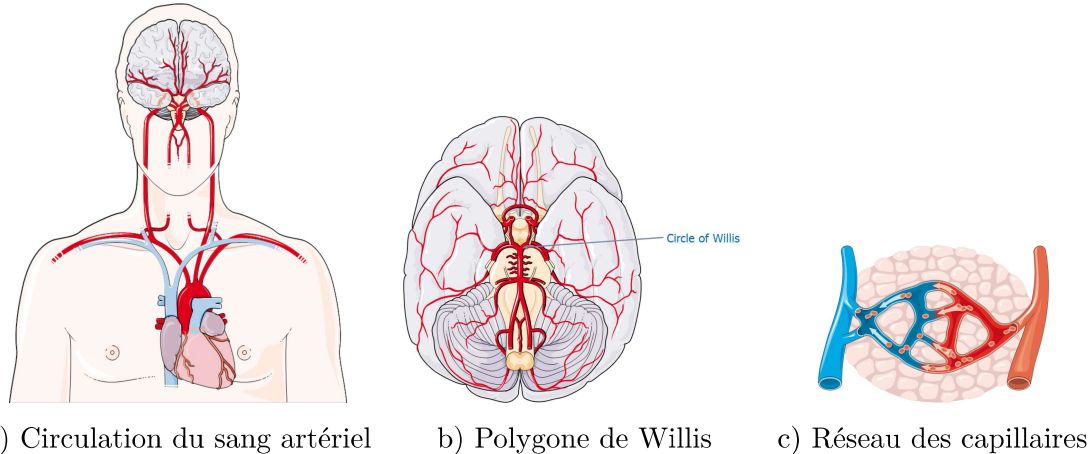 Circle of Willis
) Circulation du sang artériel
b) Polygone de Willis
c) Réseau des capillaires